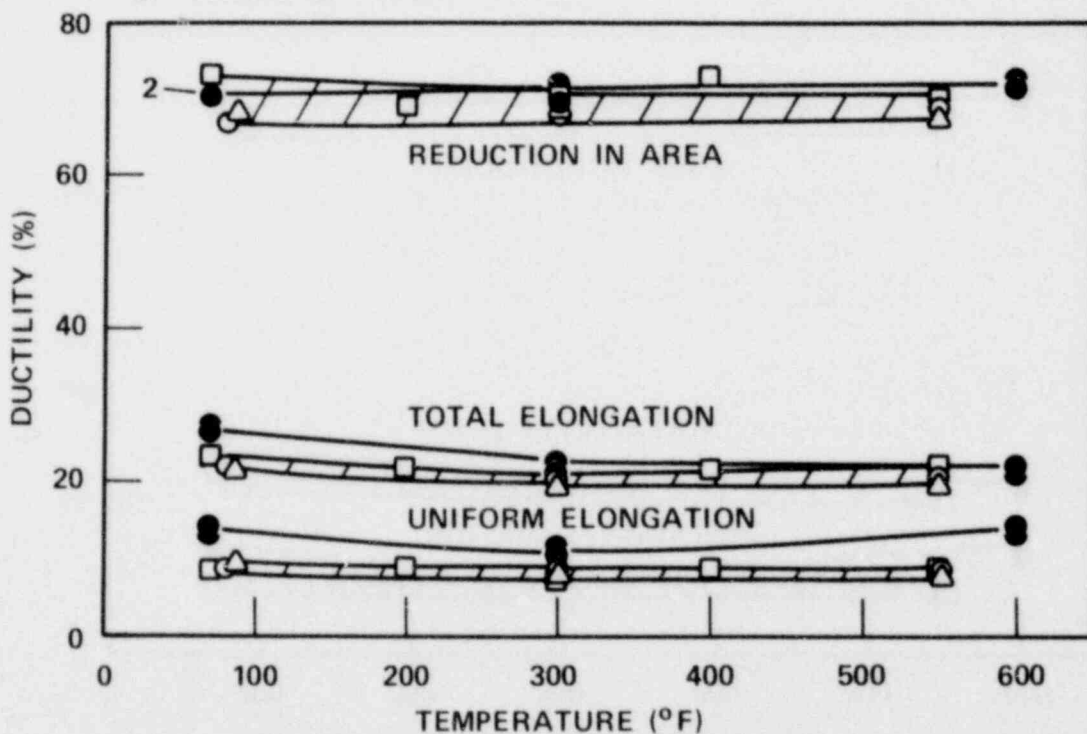 80
2
REDUCTION IN AREA
60
DUCTILITY (%)
40
TOTAL ELONGATION
20
UNIFORM ELONGATION
0
0 100 200 300 400 500 600
TEMPERATURE (°F)